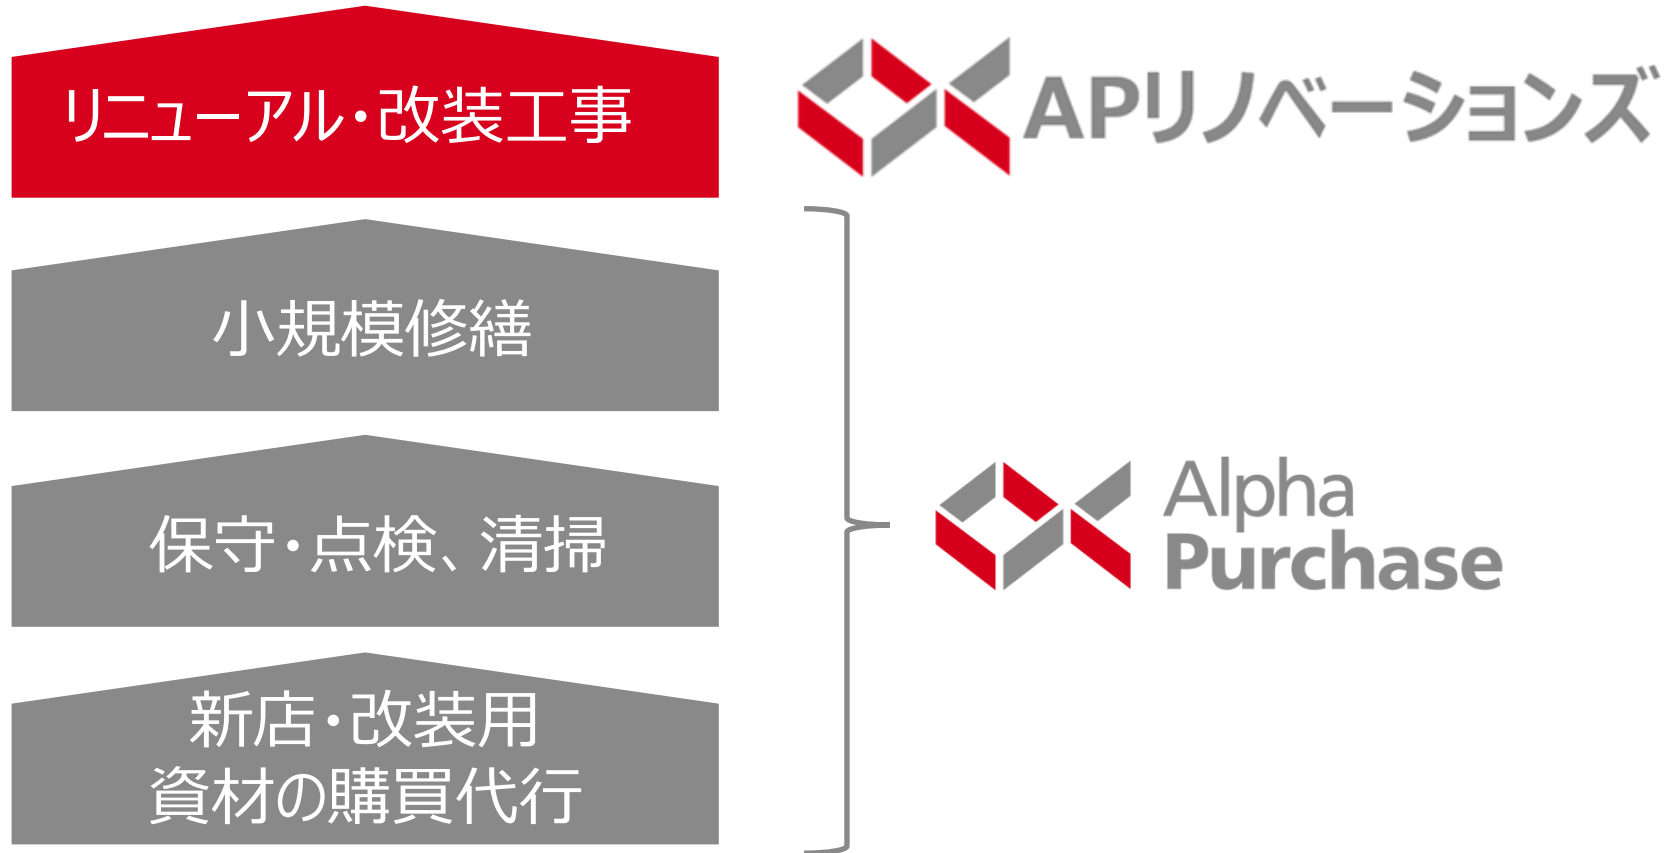 リニューアル・改装工事
APリノベーションズ
小規模修繕
保守・点検、清掃
Alpha
Purchase
新店・改装用
資材の購買代行